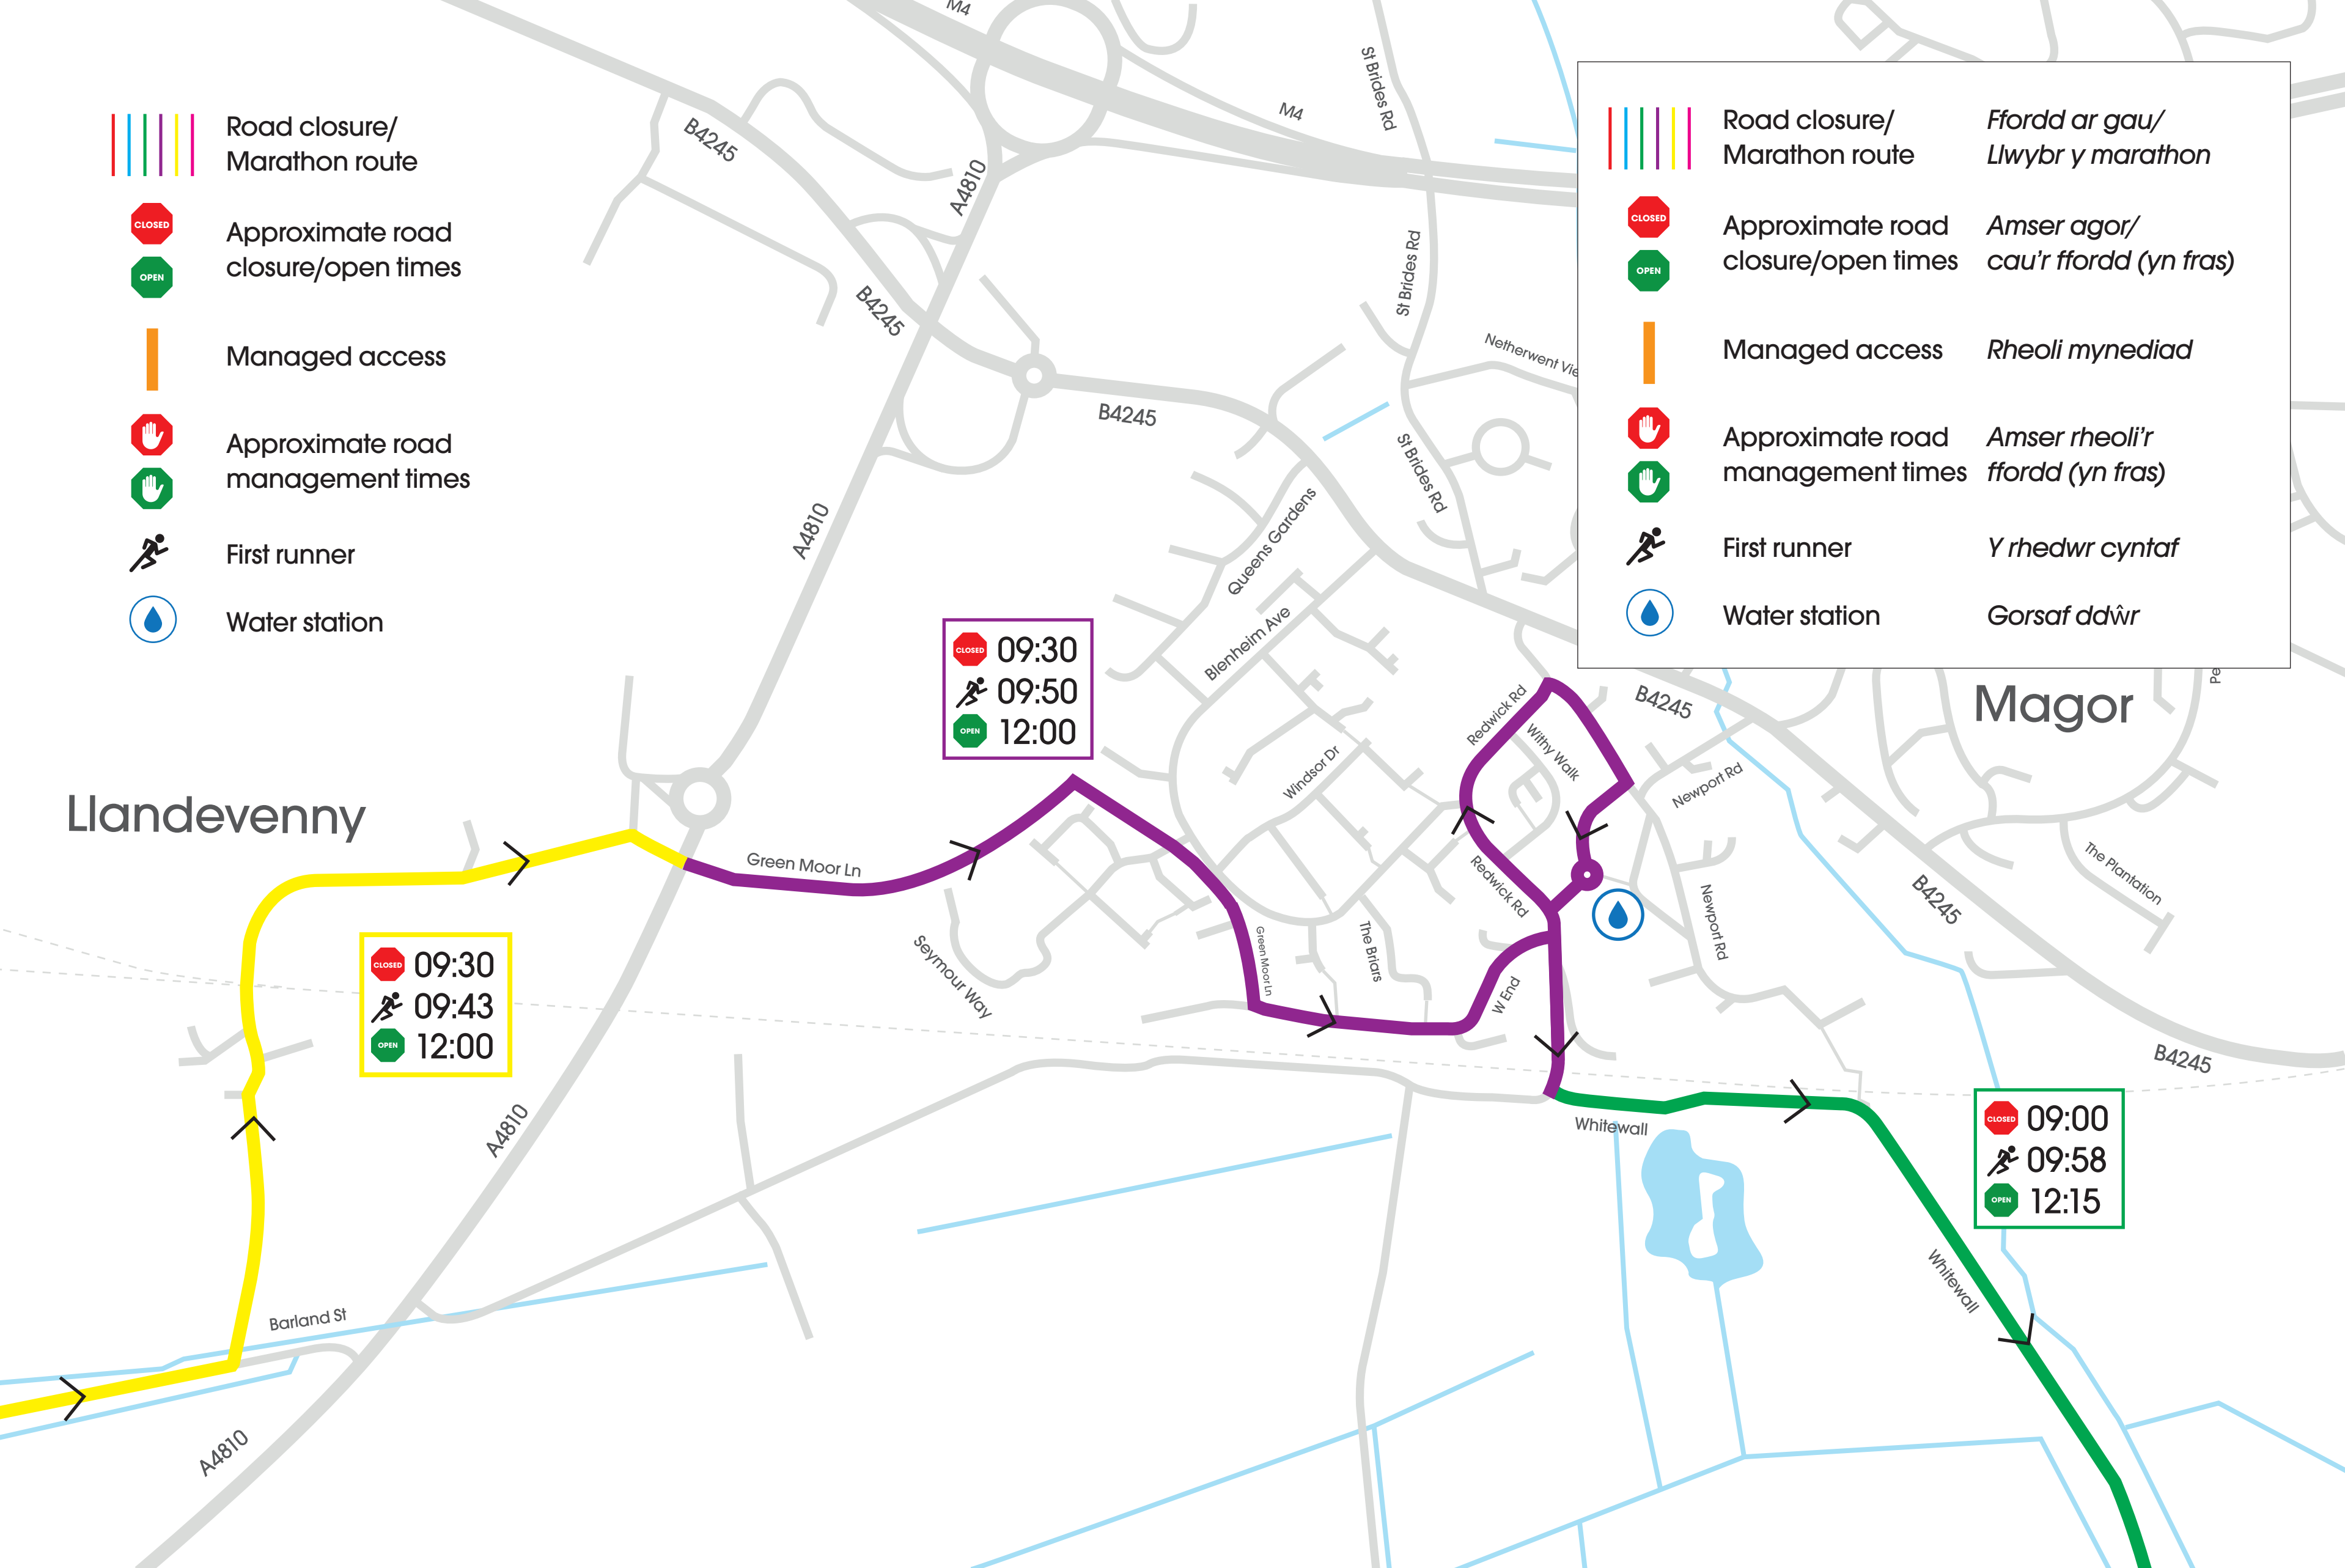 Road closure/
Marathon route
CLOSED
OPEN
Approximate road
closure/open times
Managed access
Approximate road
management times
First runner
Water station
Road closure/
Marathon route
Ffordd ar gau/
Llwybr y marathon
CLOSED
OPEN
Approximate road
closure/open times
Amser agor/
cau'r ffordd (yn fras)
Managed access
Rheoli mynediad
Approximate road
management times
Amser rheoli'r
ffordd (yn fras)
First runner
Y rhedwr cyntaf
Water station
Gorsaf ddŵr
M4
M4
St Brides Rd
B4245
A4810
St Brides Rd
B4245
Netherwent Vie
B4245
St Brides Rd
A4810
Queens Gardens
Blenheim Ave
CLOSED 09:30
09:50
OPEN 12:00
Pe
Magor
B4245
Redwick Rd
Withy Walk
Windsor Dr
Newport Rd
Llandevenny
Green Moor Ln
Redwick Rd
The Plantation
B4245
Newport Rd
CLOSED 09:30
09:43
OPEN 12:00
Seymour Way
Green Moor Ln
The Briars
W End
B4245
A4810
Whitewall
CLOSED 09:00
09:58
OPEN 12:15
Whitewall
Barland St
A4810